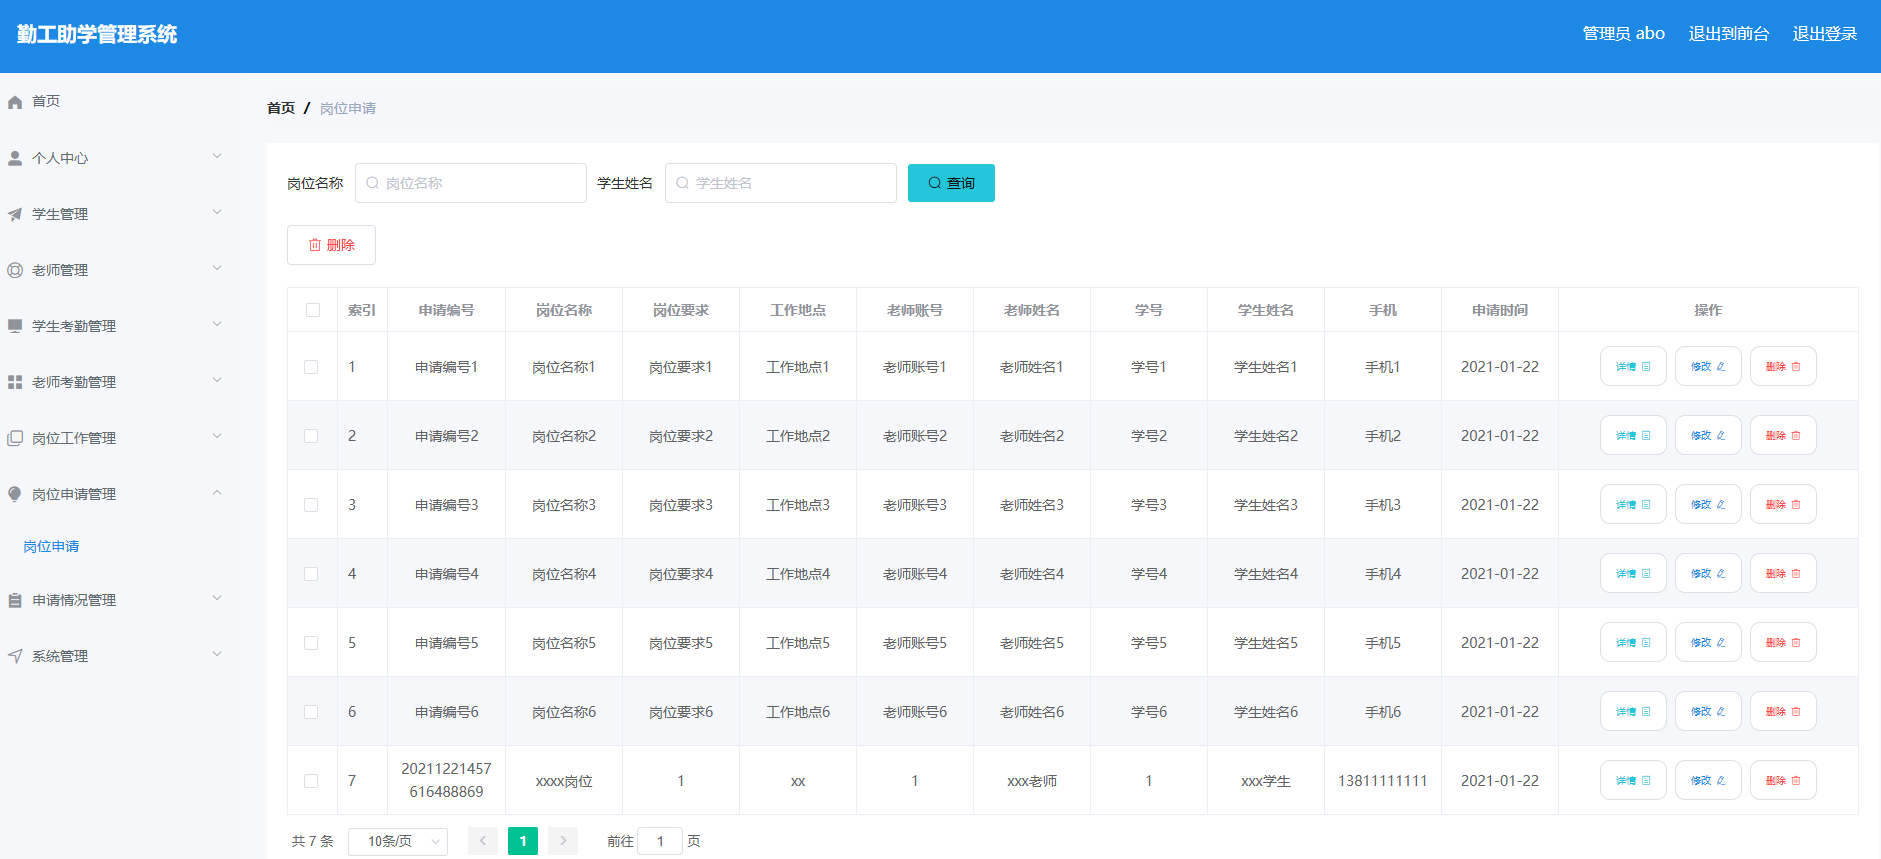 勤工助学管理系统
管理员 abo 退出到前台 退出登录
首页
个人中心
学生管理
老师管理
学生考勤管理
老师考勤管理
岗位工作管理
岗位申请管理
岗位申请
申请情况管理
系统管理
首页 / 岗位申请
岗位名称 岗位名称 学生姓名 学生姓名 查询
删除
索引 申请编号 岗位名称 岗位要求 工作地点 老师账号 老师姓名 学号 学生姓名 手机 申请时间 操作
1 申请编号1 岗位名称1 岗位要求1 工作地点1 老师账号1 老师姓名1 学号1 学生姓名1 手机1 2021-01-22 详情 修改 删除
2 申请编号2 岗位名称2 岗位要求2 工作地点2 老师账号2 老师姓名2 学号2 学生姓名2 手机2 2021-01-22 详情 修改 删除
3 申请编号3 岗位名称3 岗位要求3 工作地点3 老师账号3 老师姓名3 学号3 学生姓名3 手机3 2021-01-22 详情 修改 删除
4 申请编号4 岗位名称4 岗位要求4 工作地点4 老师账号4 老师姓名4 学号4 学生姓名4 手机4 2021-01-22 详情 修改 删除
5 申请编号5 岗位名称5 岗位要求5 工作地点5 老师账号5 老师姓名5 学号5 学生姓名5 手机5 2021-01-22 详情 修改 删除
6 申请编号6 岗位名称6 岗位要求6 工作地点6 老师账号6 老师姓名6 学号6 学生姓名6 手机6 2021-01-22 详情 修改 删除
7 20211221457
616488869 xxxx岗位 1 xx 1 xxx老师 1 xxx学生 13811111111 2021-01-22 详情 修改 删除
共 7 条 10条/页 1 前往 1 页